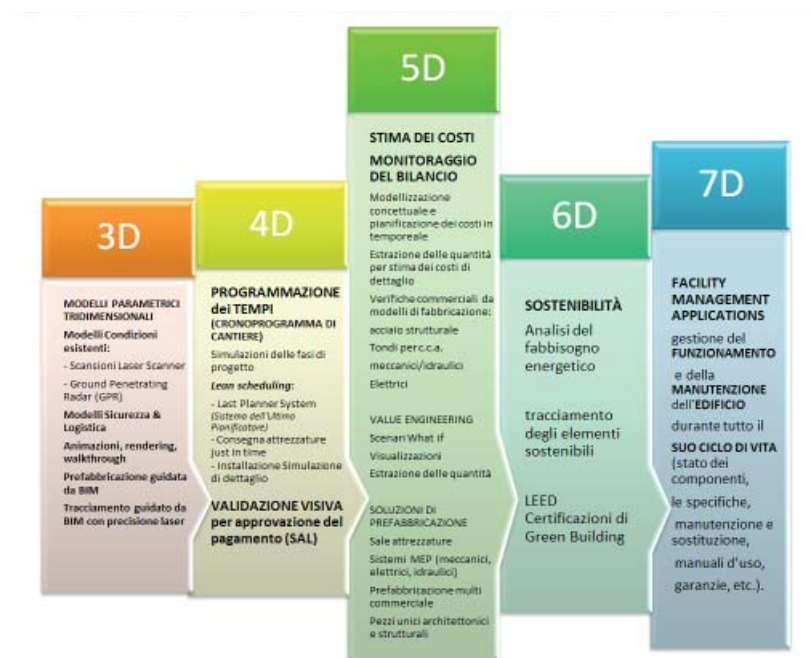 3D
MODELLI PARAMETRICI
TRIDIMENSIONALI
Modelli Condizioni
esistenti:
- Scansioni Laser Scanner
- Ground Penetrating
Radar (GPR)
Modelli Sicurezza &
Logistica
Animazioni, rendering,
walkthrough
Prefabbricazione guidata
da BIM
Tracciamento guidato da
BIM con precisione laser
4D
PROGRAMMAZIONE
dei TEMPI
(CRONOPROGRAMMA DI
CANTIERE)
Simulazioni delle fasi di
progetto
Lean scheduling:
- Last Planner System
(Sistema dell'Ultimo
Pianificatore)
- Consegna attrezzature
just in time
- Installazione Simulazione
di dettaglio
VALIDAZIONE VISIVA
per approvazione del
pagamento (SAL)
5D
STIMA DEI COSTI
MONITORAGGIO
DEL BILANCIO
Modellizzazione
concettuale e
pianificazione dei costi in
temporeale
Estrazione delle quantità
per stima dei costi di
dettaglio
Verifiche commerciali da
modelli di fabbricazione:
acciaio strutturale
Tondi per c.c.a.
meccanici/idraulici
Elettrici
VALUE ENGINEERING
Scenari What if
Visualizzazioni
Estrazione delle quantità
SOLUZIONI DI
PREFABBRICAZIONE
Sale attrezzature
Sistemi MEP (meccanici,
elettrici, idraulici)
Prefabbricazione multi
commerciale
Pezzi unici architettonici
e strutturali
6D
SOSTENIBILITÀ
Analisi del
fabbisogno
energetico
tracciamento
degli elementi
sostenibili
LEED
Certificazioni di
Green Building
7D
FACILITY
MANAGEMENT
APPLICATIONS
gestione del
FUNZIONAMENTO
e della
MANUTENZIONE
dell'EDIFICIO
durante tutto il
SUO CICLO DI VITA
(stato dei
componenti,
le specifiche,
manutenzione e
sostituzione,
manuali d'uso,
garanzie, etc.).